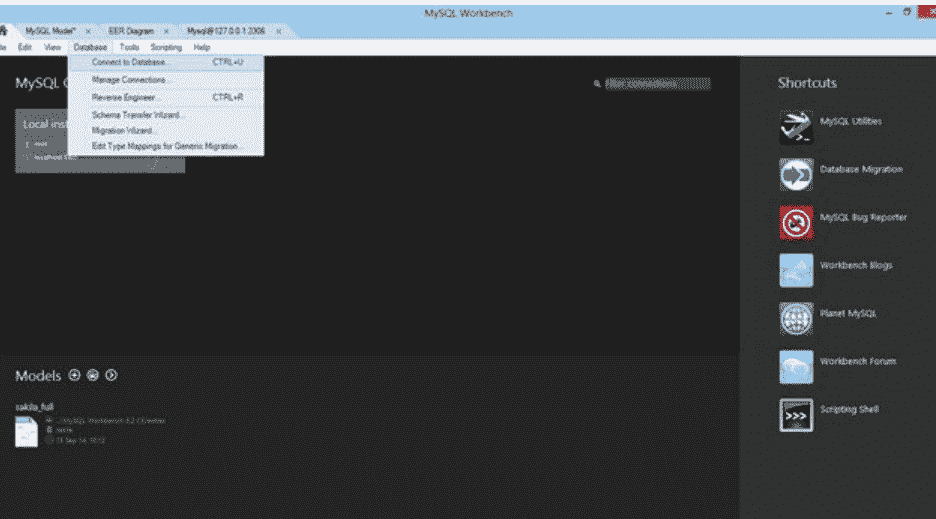 MySQL Workbench
MySQL Model* × EER Diagram × Mysql@127.0.0.1:3306 ×
Edit View Database Tools Scripting Help
Connect to Database... CTRL+U
Manage Connections...
Reverse Engineer... CTRL+R
Schema Transfer Wizard...
Migration Wizard...
Edit Type Mappings for Generic Migration...
MySQL
Local inst
Shortcuts
MySQL Utilities
Database Migration
MySQL Bug Reporter
Workbench Blogs
Planet MySQL
Workbench Forum
Scripting Shell
>>>
Models
sakila_full